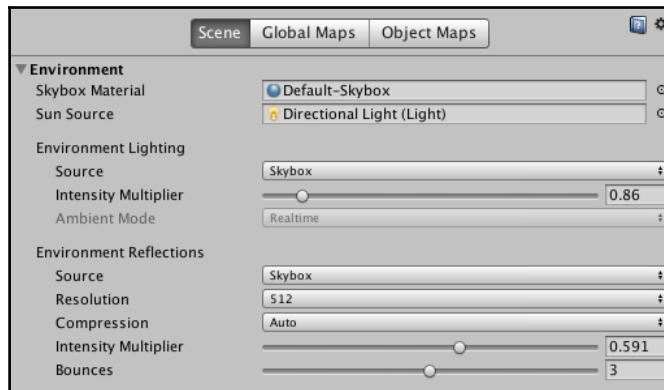 Scene Global Maps Object Maps
Environment
Skybox Material Default-Skybox
Sun Source Directional Light (Light)
Environment Lighting
Source Skybox
Intensity Multiplier 0.86
Ambient Mode Realtime
Environment Reflections
Source Skybox
Resolution 512
Compression Auto
Intensity Multiplier 0.591
Bounces 3